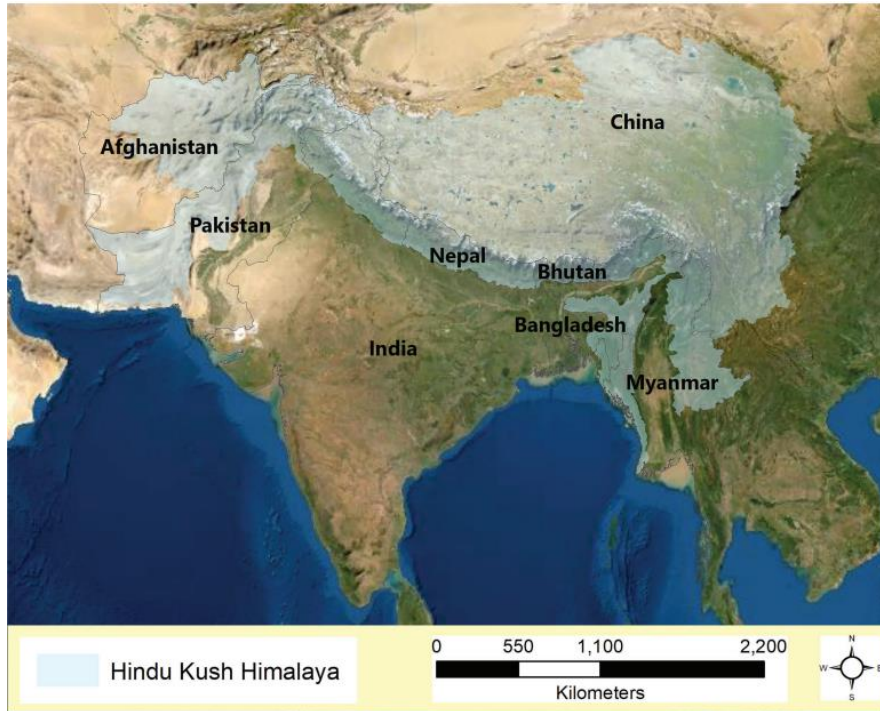 China
Afghanistan
Pakistan
Nepal
Bhutan
Bangladesh
India
Myanmar
Hindu Kush Himalaya
0 550 1,100 2,200
Kilometers
N
W E
S